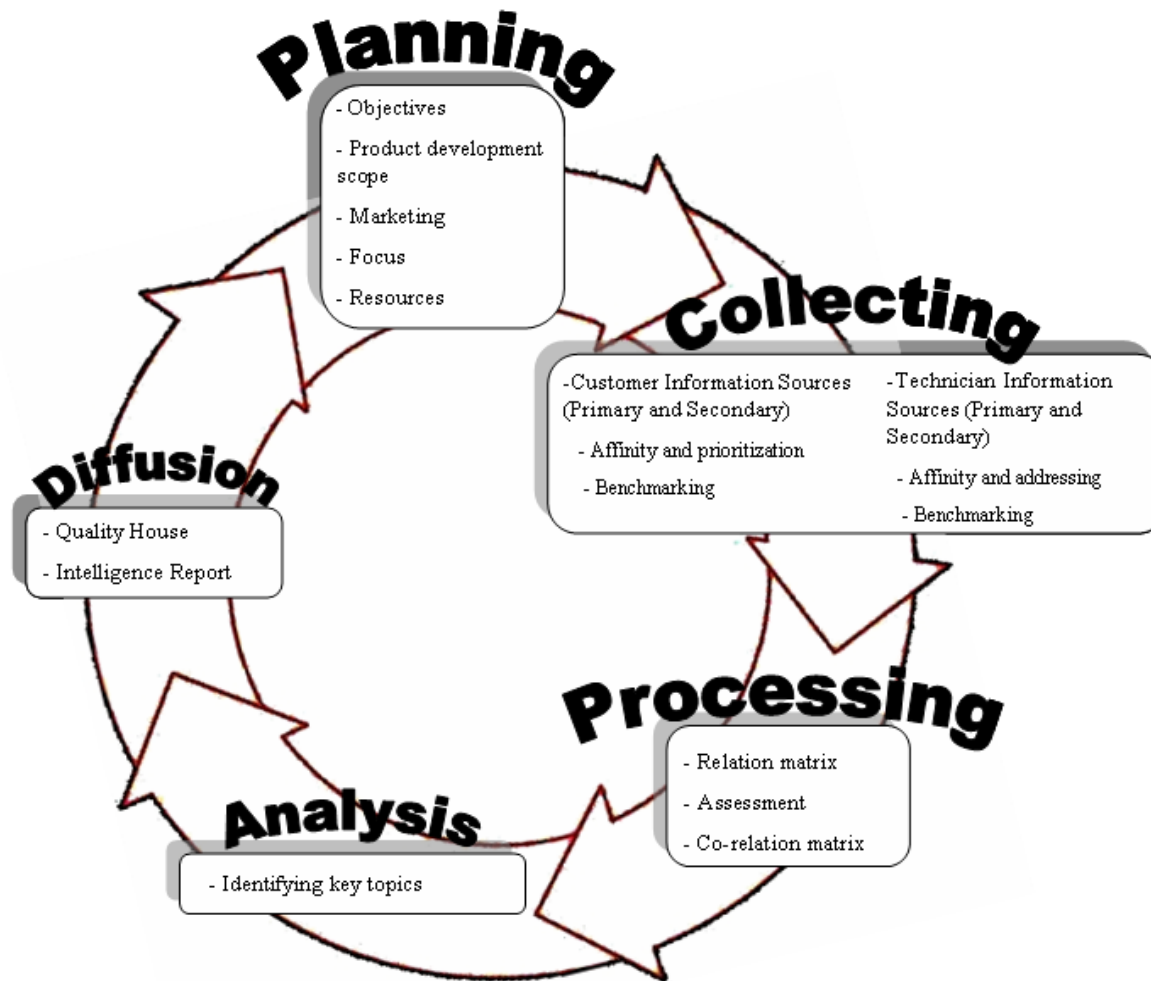 Planning
- Objectives
- Product development
scope
- Marketing
- Focus
- Resources
Collecting
-Customer Information Sources
(Primary and Secondary)
- Affinity and prioritization
- Benchmarking
-Technician Information
Sources (Primary and
Secondary)
- Affinity and addressing
- Benchmarking
Processing
- Relation matrix
- Assessment
- Co-relation matrix
Analysis
- Identifying key topics
Diffusion
- Quality House
- Intelligence Report